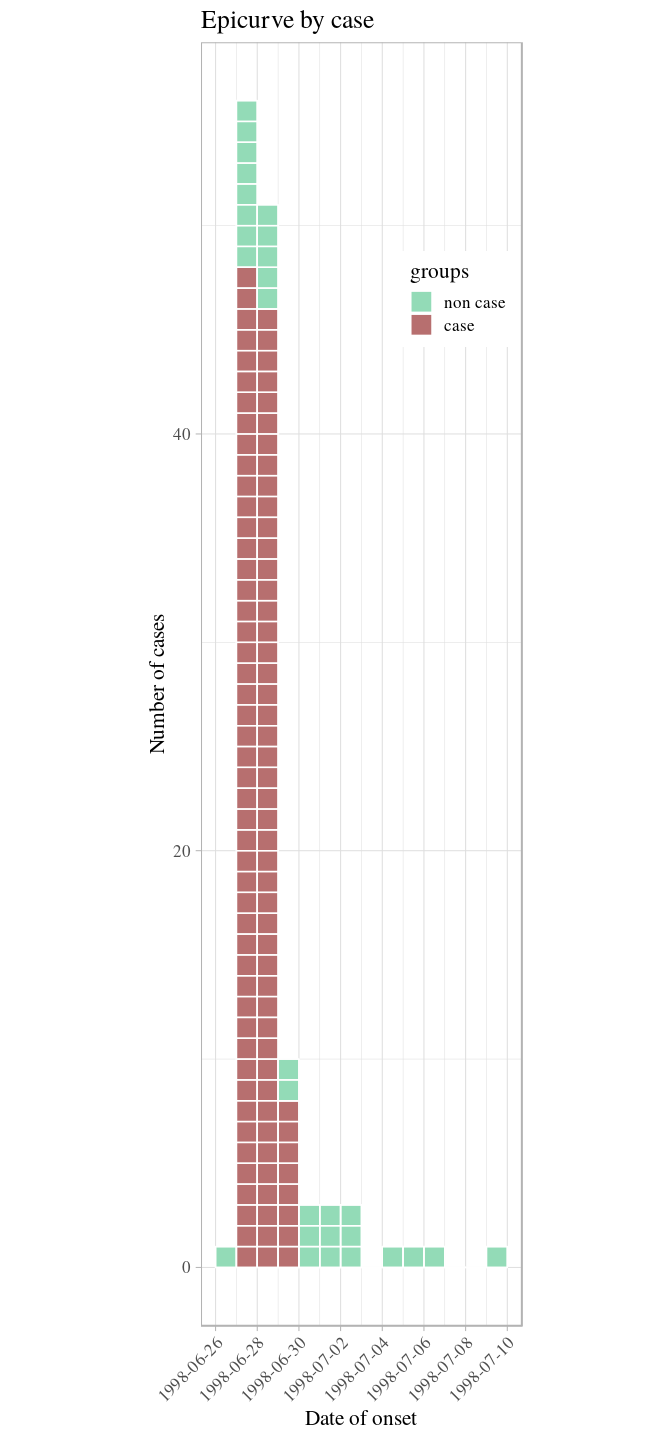 Epicurve by case
groups
non case
case
40
20
0
Number of cases
1998-06-26
1998-06-28
1998-06-30
1998-07-02
1998-07-04
1998-07-06
1998-07-08
1998-07-10
Date of onset